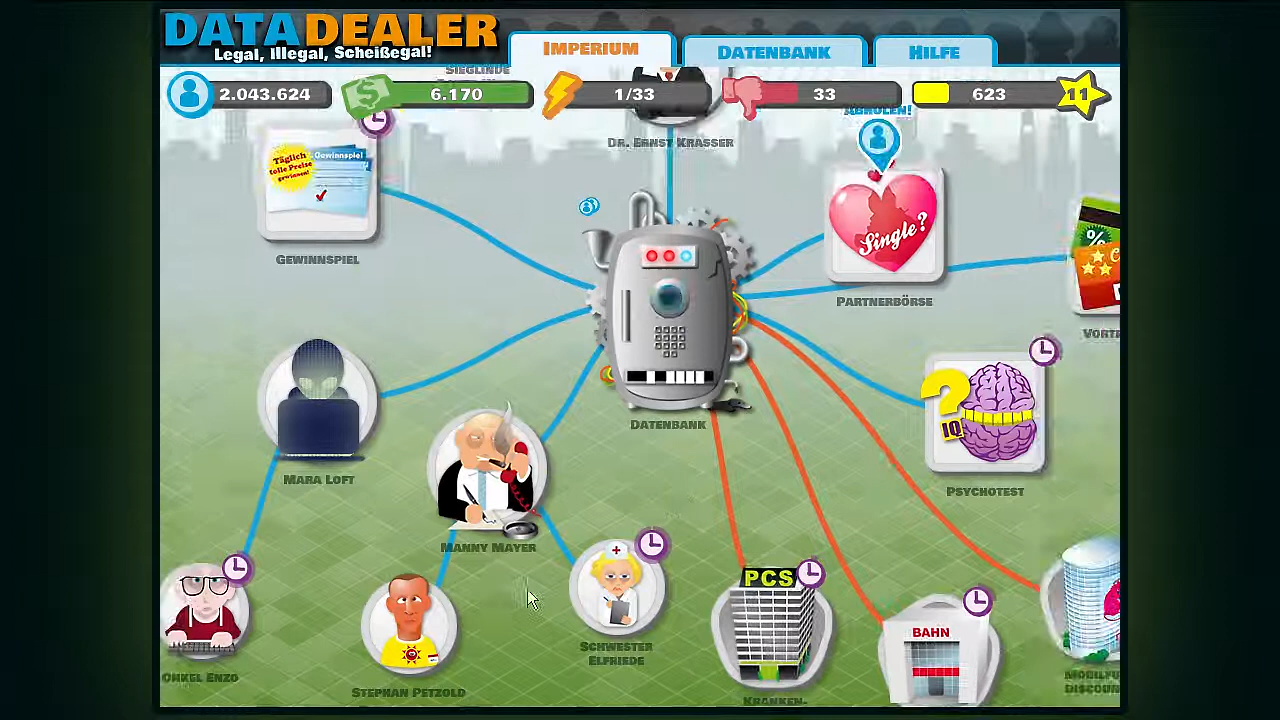 DATADEALER
Legal, Illegal, Scheißegal!
IMPERIUM
DATENBANK
HILFE
SIEGLINDE
2.043.624
6.170
1/33
33
623
11
ABHOLEN!
DR. ERNST KRASSER
Täglich tolle Preise gewinnen!
Gewinnspiel
Single?
%
GEWINNSPIEL
PARTNERBÖRSE
DATENBANK
IQ
MARA LOFT
PSYCHOTEST
MANNY MAYER
PCS
BAHN
SCHWESTER
ELFRIEDE
ONKEL ENZO
STEPHAN PETZOLD
KRANKEN-